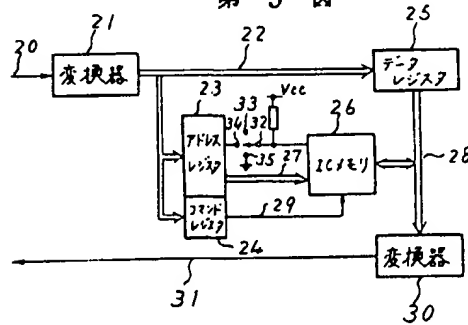 第 3 図
20
21
変換器
22
25
データ
レジスタ
23
アドレス
レジスタ
33
Vcc
34
32
35
26
ICメモリ
27
28
コマンド
レジスタ
29
24
変換器
31
30